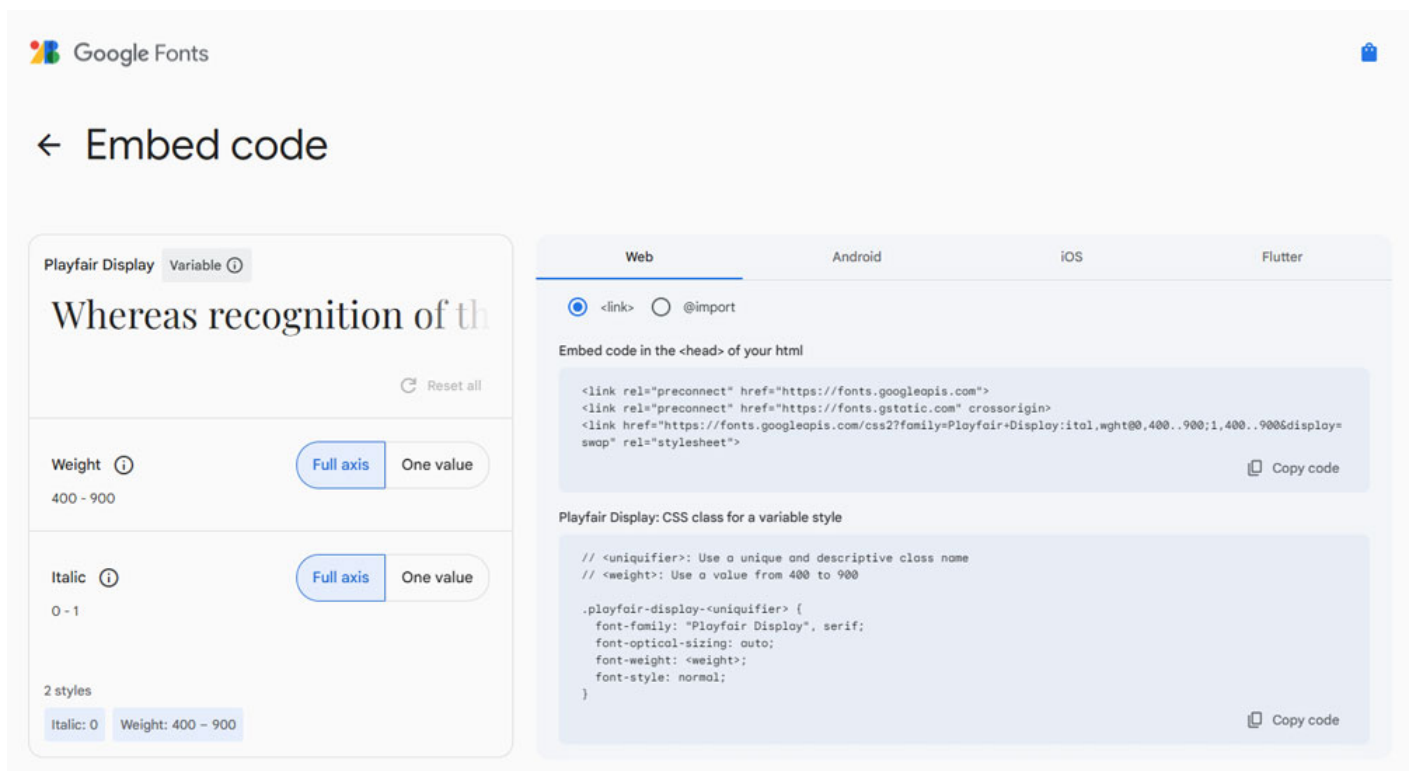 Google Fonts
Embed code
Playfair Display Variable
Whereas recognition of th
Reset all
Weight
Full axis One value
400 - 900
Italic
Full axis One value
0 - 1
2 styles
Italic: 0 Weight: 400 – 900
Web Android iOS Flutter
<link> @import
Embed code in the <head> of your html
<link rel="preconnect" href="https://fonts.googleapis.com">
<link rel="preconnect" href="https://fonts.gstatic.com" crossorigin>
<link href="https://fonts.googleapis.com/css2?family=Playfair+Display:ital,wght@0,400..900;1,400..900&display=
swap" rel="stylesheet">
Copy code
Playfair Display: CSS class for a variable style
// <uniquifier>: Use a unique and descriptive class name
// <weight>: Use a value from 400 to 900
.playfair-display-<uniquifier> {
font-family: "Playfair Display", serif;
font-optical-sizing: auto;
font-weight: <weight>;
font-style: normal;
}
Copy code